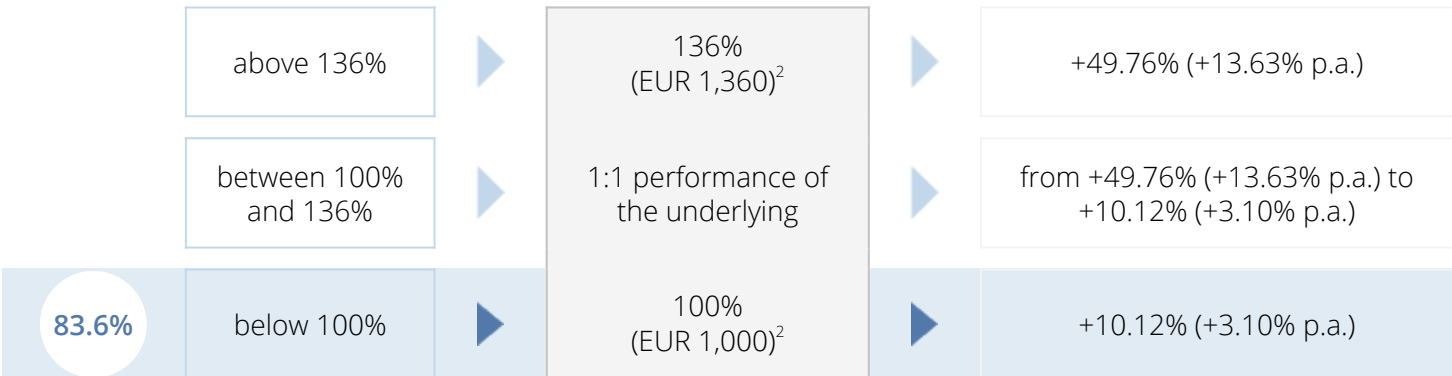 above 136%
136%
(EUR 1,360)²
+49.76% (+13.63% p.a.)
between 100%
and 136%
1:1 performance of
the underlying
from +49.76% (+13.63% p.a.) to
+10.12% (+3.10% p.a.)
83.6%
below 100%
100%
(EUR 1,000)²
+10.12% (+3.10% p.a.)